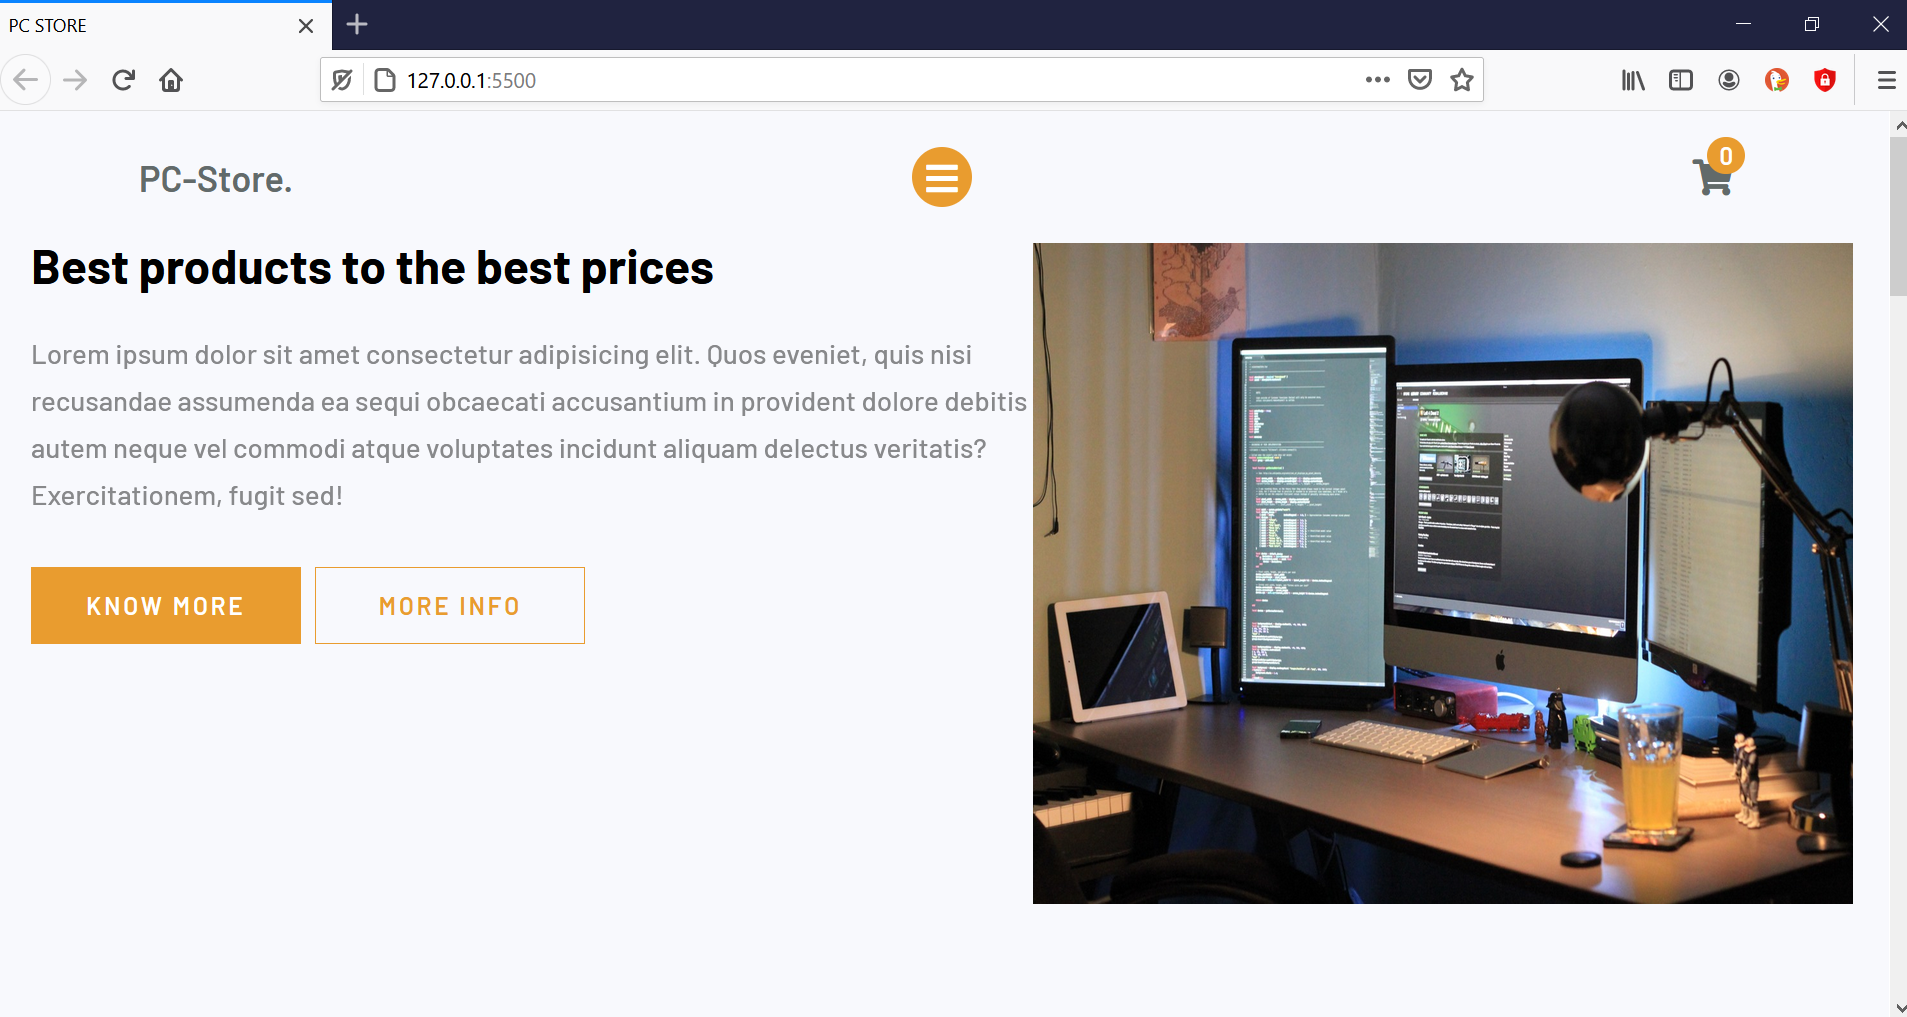 PC STORE
127.0.0.1:5500
PC-Store.
0
Best products to the best prices
Lorem ipsum dolor sit amet consectetur adipisicing elit. Quos eveniet, quis nisi
recusandae assumenda ea sequi obcaecati accusantium in provident dolore debitis
autem neque vel commodi atque voluptates incidunt aliquam delectus veritatis?
Exercitationem, fugit sed!
KNOW MORE
MORE INFO